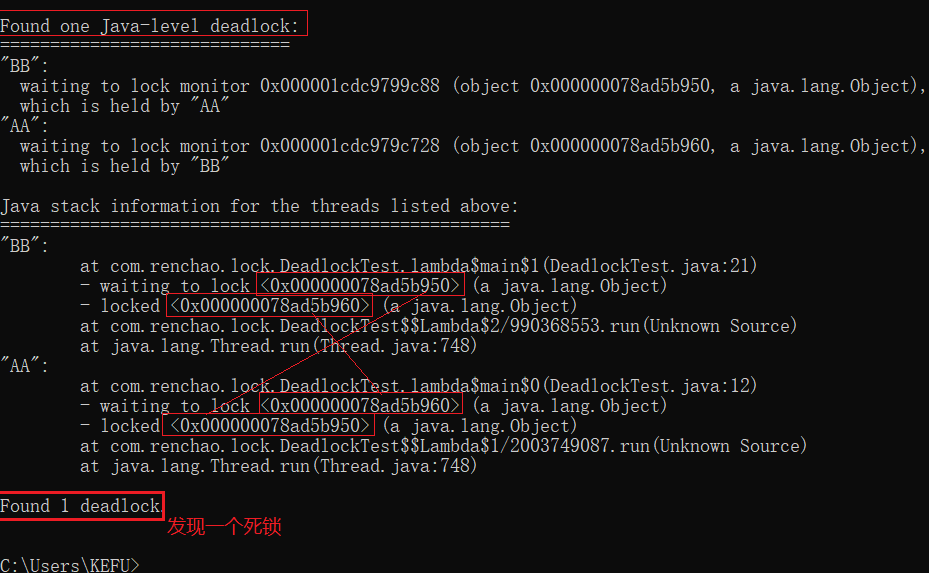 Found one Java-level deadlock:
=============================
"BB":
  waiting to lock monitor 0x000001cdc9799c88 (object 0x000000078ad5b950, a java.lang.Object),
  which is held by "AA"
"AA":
  waiting to lock monitor 0x000001cdc979c728 (object 0x000000078ad5b960, a java.lang.Object),
  which is held by "BB"
Java stack information for the threads listed above:
===================================================
"BB":
        at com.renchao.lock.DeadlockTest.lambda$main$1(DeadlockTest.java:21)
        - waiting to lock <0x000000078ad5b950> (a java.lang.Object)
        - locked <0x000000078ad5b960> (a java.lang.Object)
        at com.renchao.lock.DeadlockTest$$Lambda$2/990368553.run(Unknown Source)
        at java.lang.Thread.run(Thread.java:748)
"AA":
        at com.renchao.lock.DeadlockTest.lambda$main$0(DeadlockTest.java:12)
        - waiting to lock <0x000000078ad5b960> (a java.lang.Object)
        - locked <0x000000078ad5b950> (a java.lang.Object)
        at com.renchao.lock.DeadlockTest$$Lambda$1/2003749087.run(Unknown Source)
        at java.lang.Thread.run(Thread.java:748)
Found 1 deadlock.
发现一个死锁
C:\Users\KEFU>